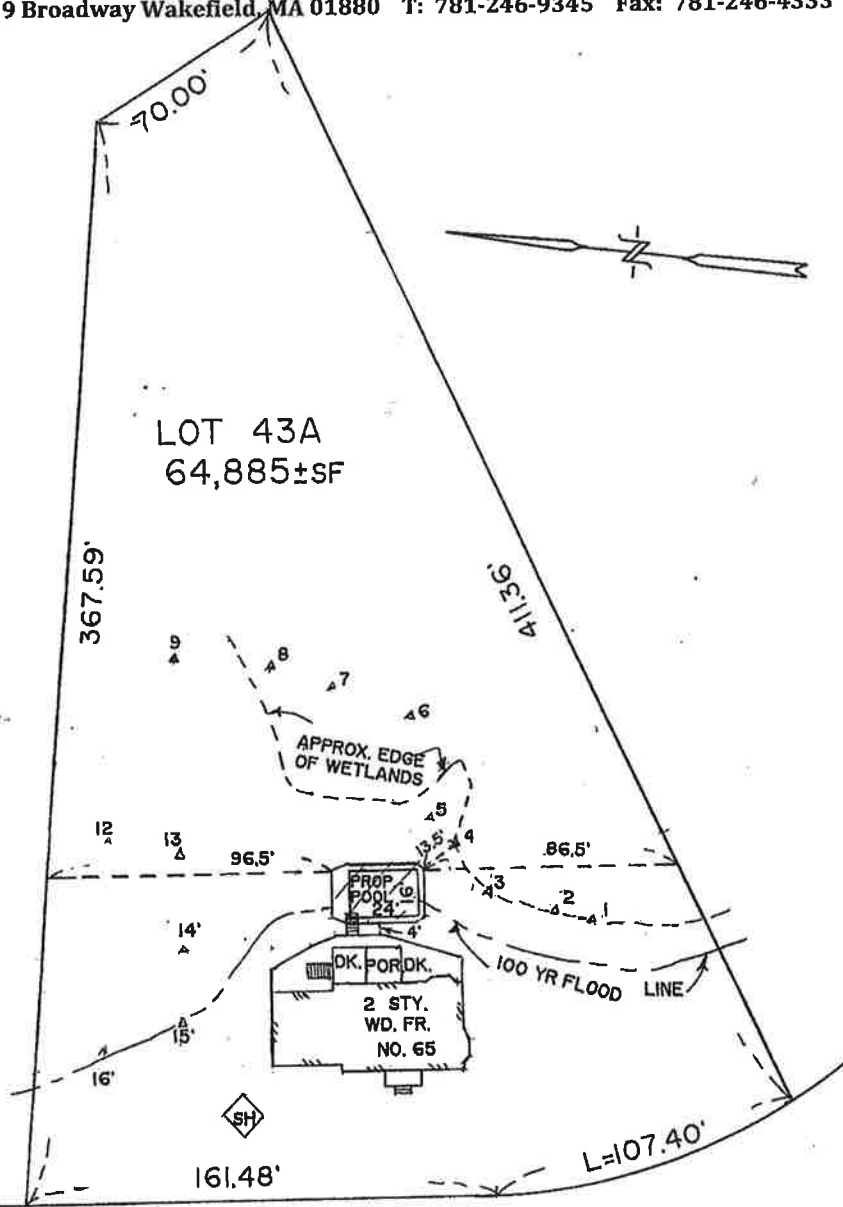 9 Broadway Wakefield, MA 01880 T: 781-246-9345 Fax: 781-246-4333
70.00'
LOT 43A
64,885±SF
367.59'
411.36'
9
8
7
6
APPROX. EDGE
OF WETLANDS
5
4
12
13
96.5'
13.5'
86.5'
PROP
POOL
16'
24'
3
2
1
14'
4'
DK.
POR.
DK.
100 YR FLOOD LINE
2 STY.
WD. FR.
NO. 65
15'
16'
SH
161.48'
L=107.40'